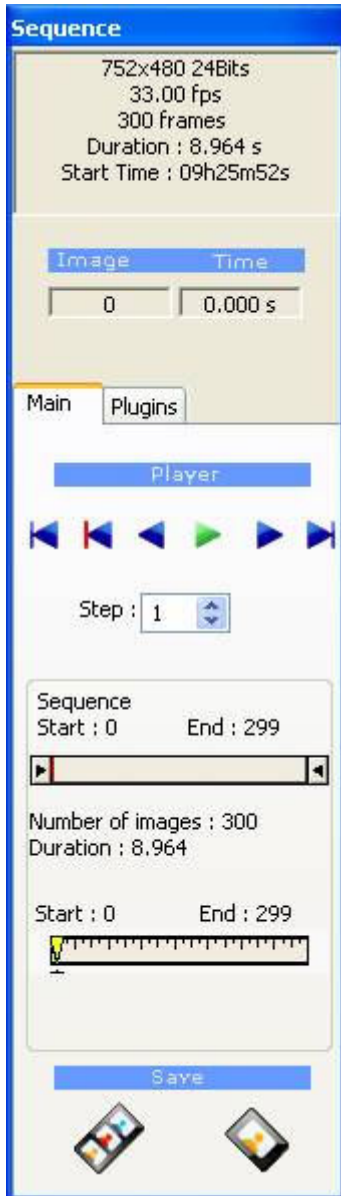 Sequence
752x480 24Bits
33.00 fps
300 frames
Duration : 8.964 s
Start Time : 09h25m52s
Image Time
0 0.000 s
Main Plugins
Player
Step : 1
Sequence
Start : 0 End : 299
Number of images : 300
Duration : 8.964
Start : 0 End : 299
Save